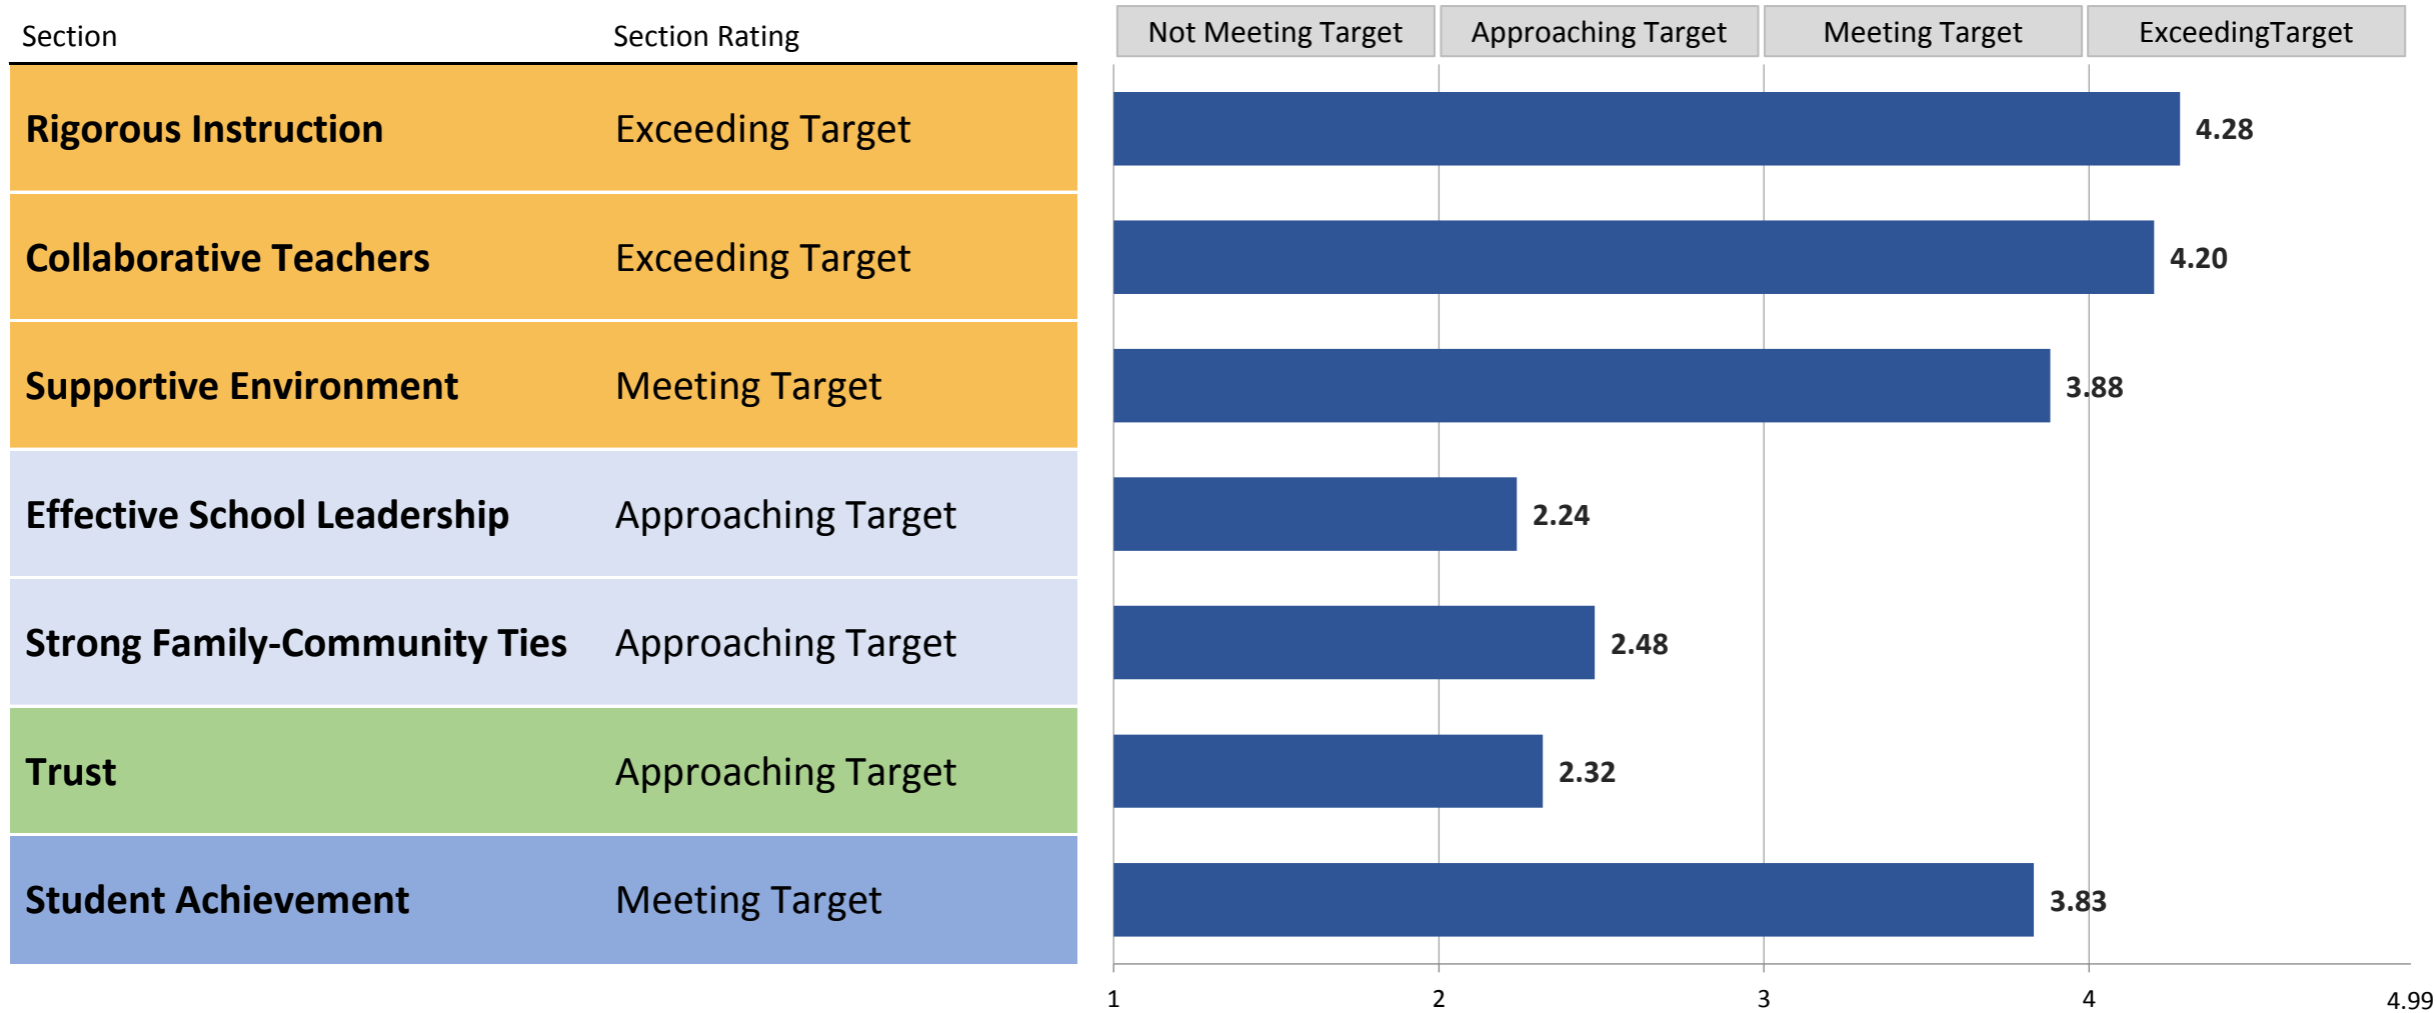 Section Section Rating Not Meeting Target Approaching Target Meeting Target ExceedingTarget
Rigorous Instruction Exceeding Target 4.28
Collaborative Teachers Exceeding Target 4.20
Supportive Environment Meeting Target 3.88
Effective School Leadership Approaching Target 2.24
Strong Family-Community Ties Approaching Target 2.48
Trust Approaching Target 2.32
Student Achievement Meeting Target 3.83
1 2 3 4 4.99